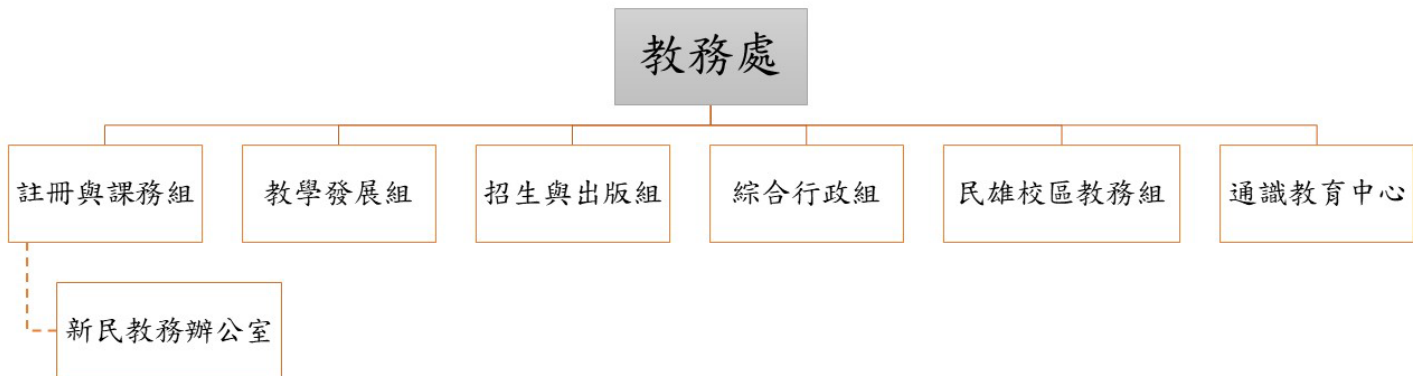 教務處
註冊與課務組
教學發展組
招生與出版組
綜合行政組
民雄校區教務組
通識教育中心
新民教務辦公室